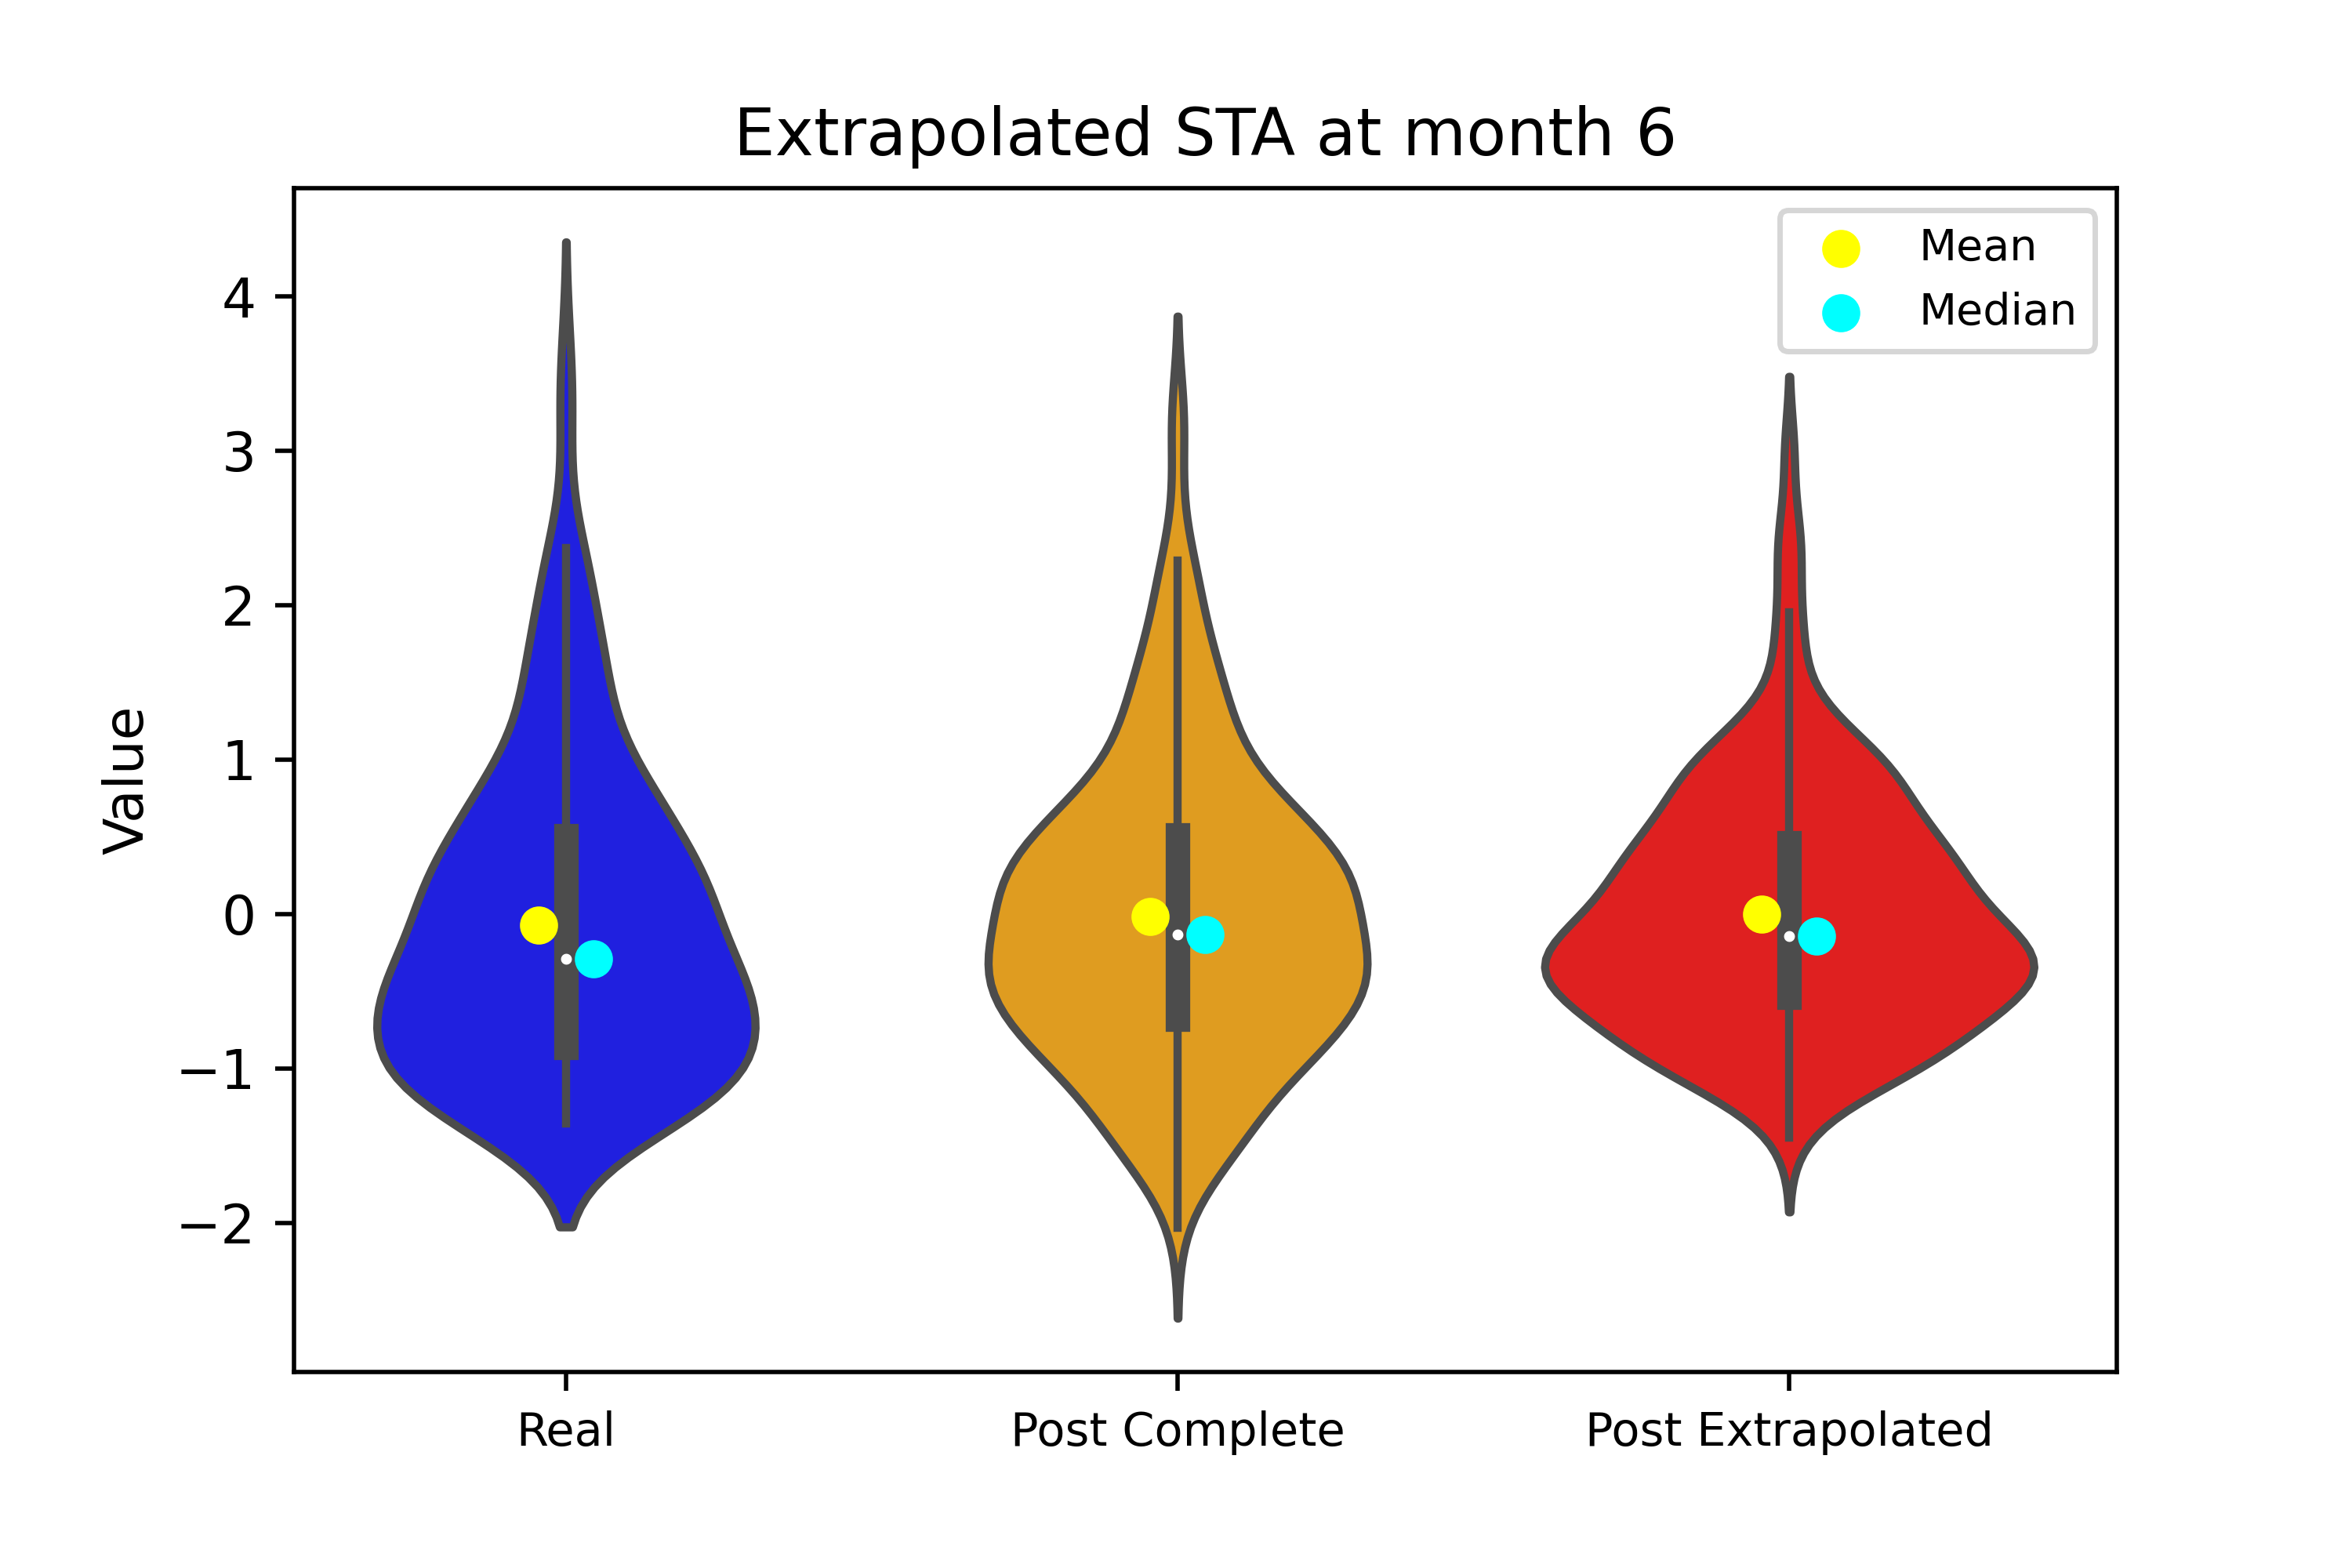 Extrapolated STA at month 6
Mean
Median
4
3
2
1
0
−1
−2
Value
Real
Post Complete
Post Extrapolated